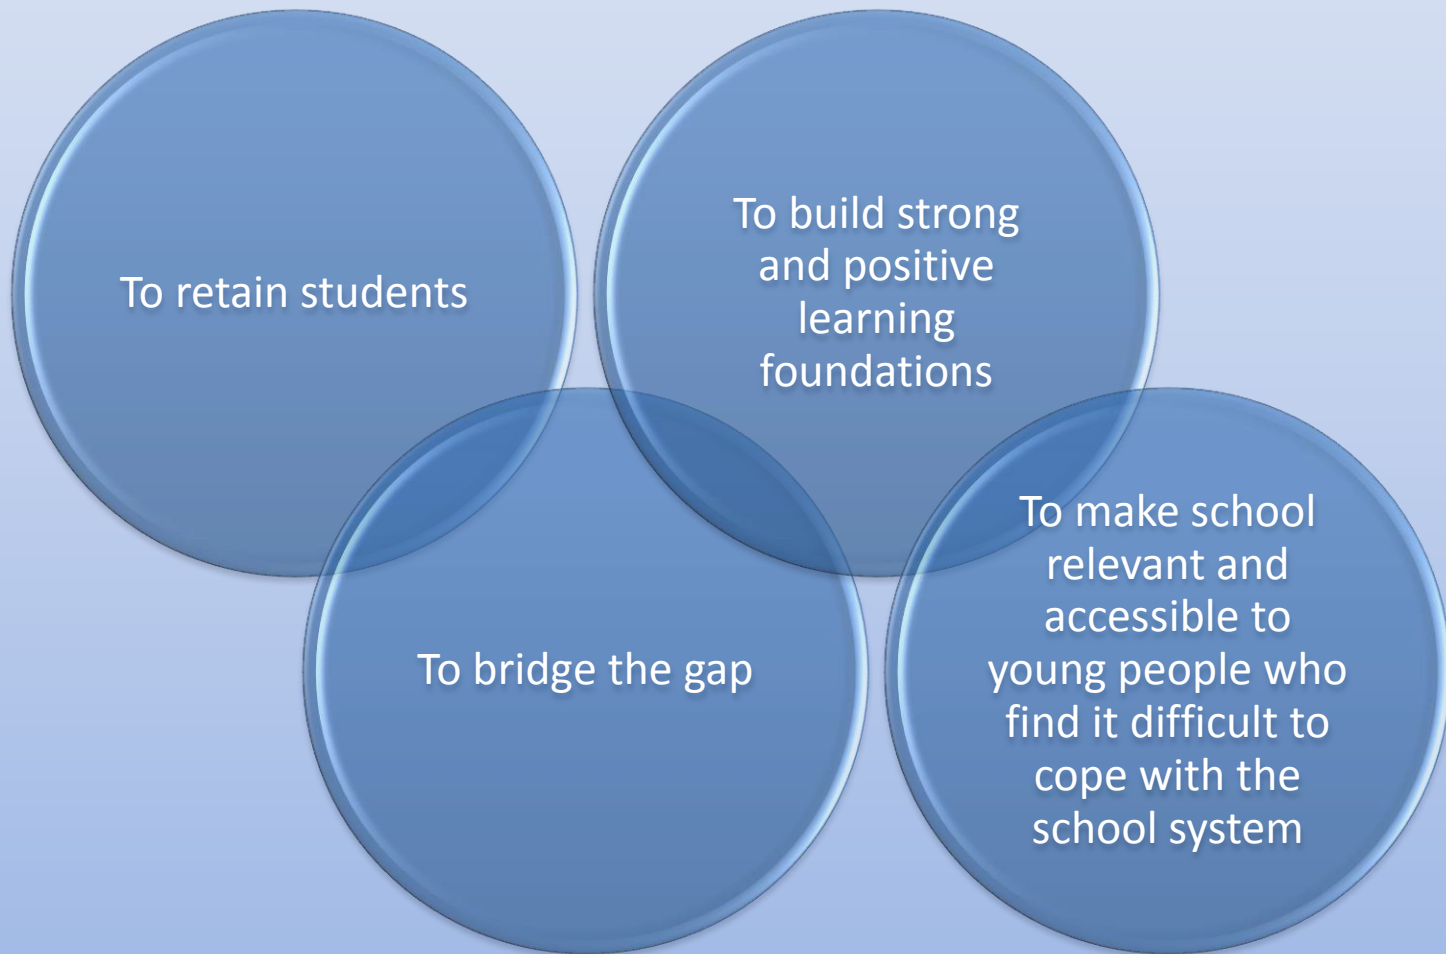 To retain students
To build strong
and positive
learning
foundations
To bridge the gap
To make school
relevant and
accessible to
young people who
find it difficult to
cope with the
school system